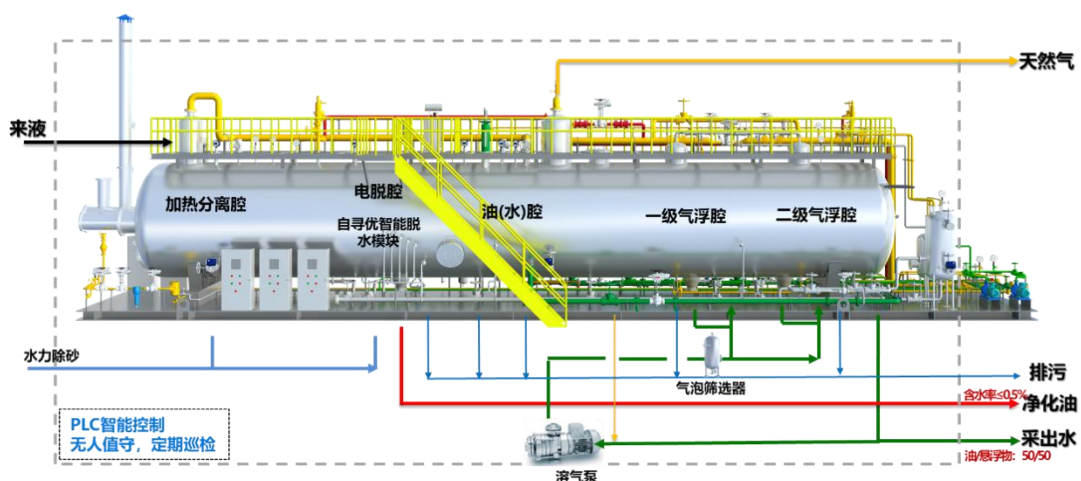 天然气
来液
加热分离腔
电脱腔
自寻优智能脱
水模块
油(水)腔
一级气浮腔
二级气浮腔
水力除砂
气泡筛选器
排污
含水率≤0.5%
净化油
PLC智能控制
无人值守，定期巡检
采出水
油/悬浮物：50/50
溶气泵